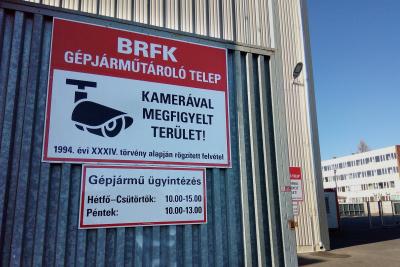 BRFK
GÉPJÁRMŰTÁROLÓ TELEP
KAMERÁVAL
MEGFIGYELT
TERÜLET!
1994. évi XXXIV. törvény alapján rögzített felvétel
Gépjármű ügyintézés
Hétfő-Csütörtök: 10.00-15.00
Péntek: 10.00-13.00